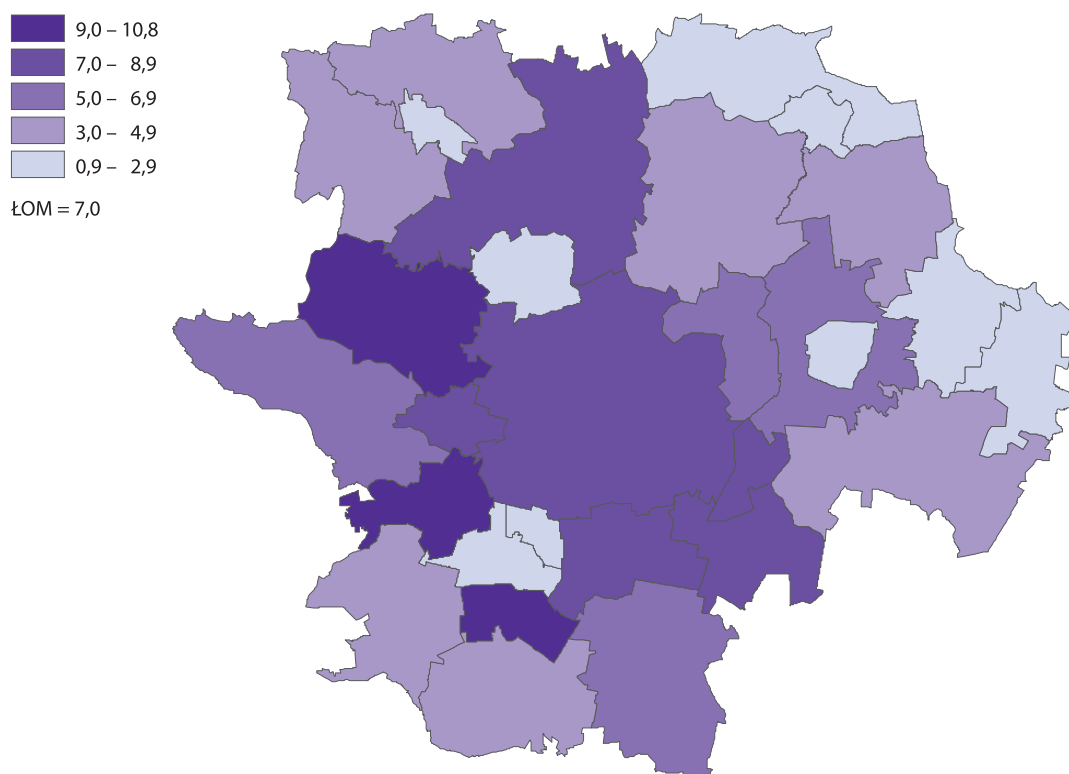 9,0 – 10,8
7,0 – 8,9
5,0 – 6,9
3,0 – 4,9
0,9 – 2,9
ŁOM = 7,0